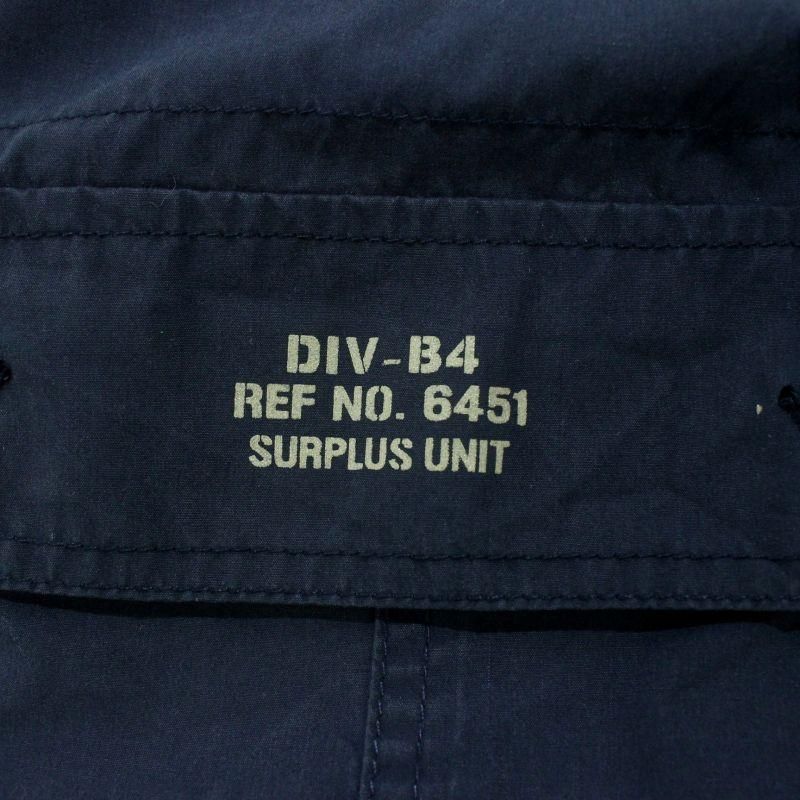 DIV-B4
REF NO. 6451
SURPLUS UNIT